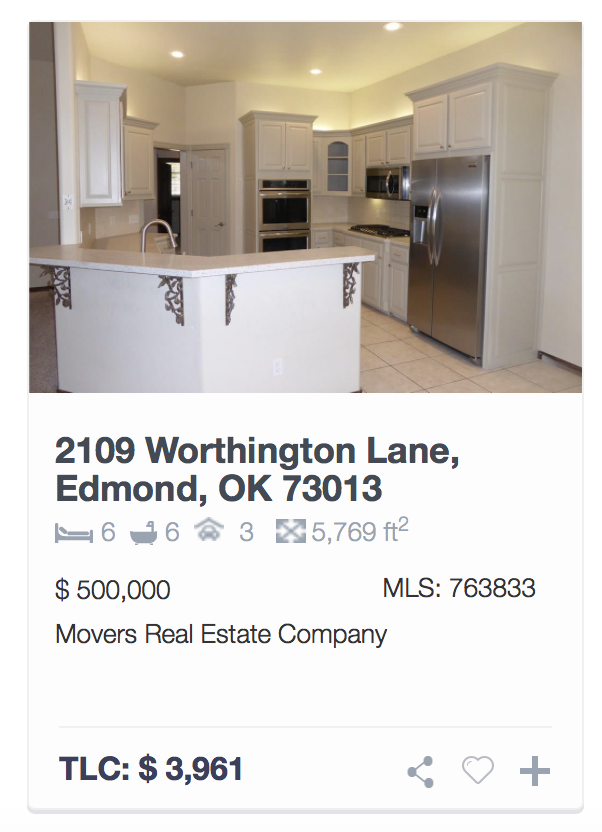 2109 Worthington Lane,
Edmond, OK 73013
6 6 3 5,769 ft²
$ 500,000 MLS: 763833
Movers Real Estate Company
TLC: $ 3,961